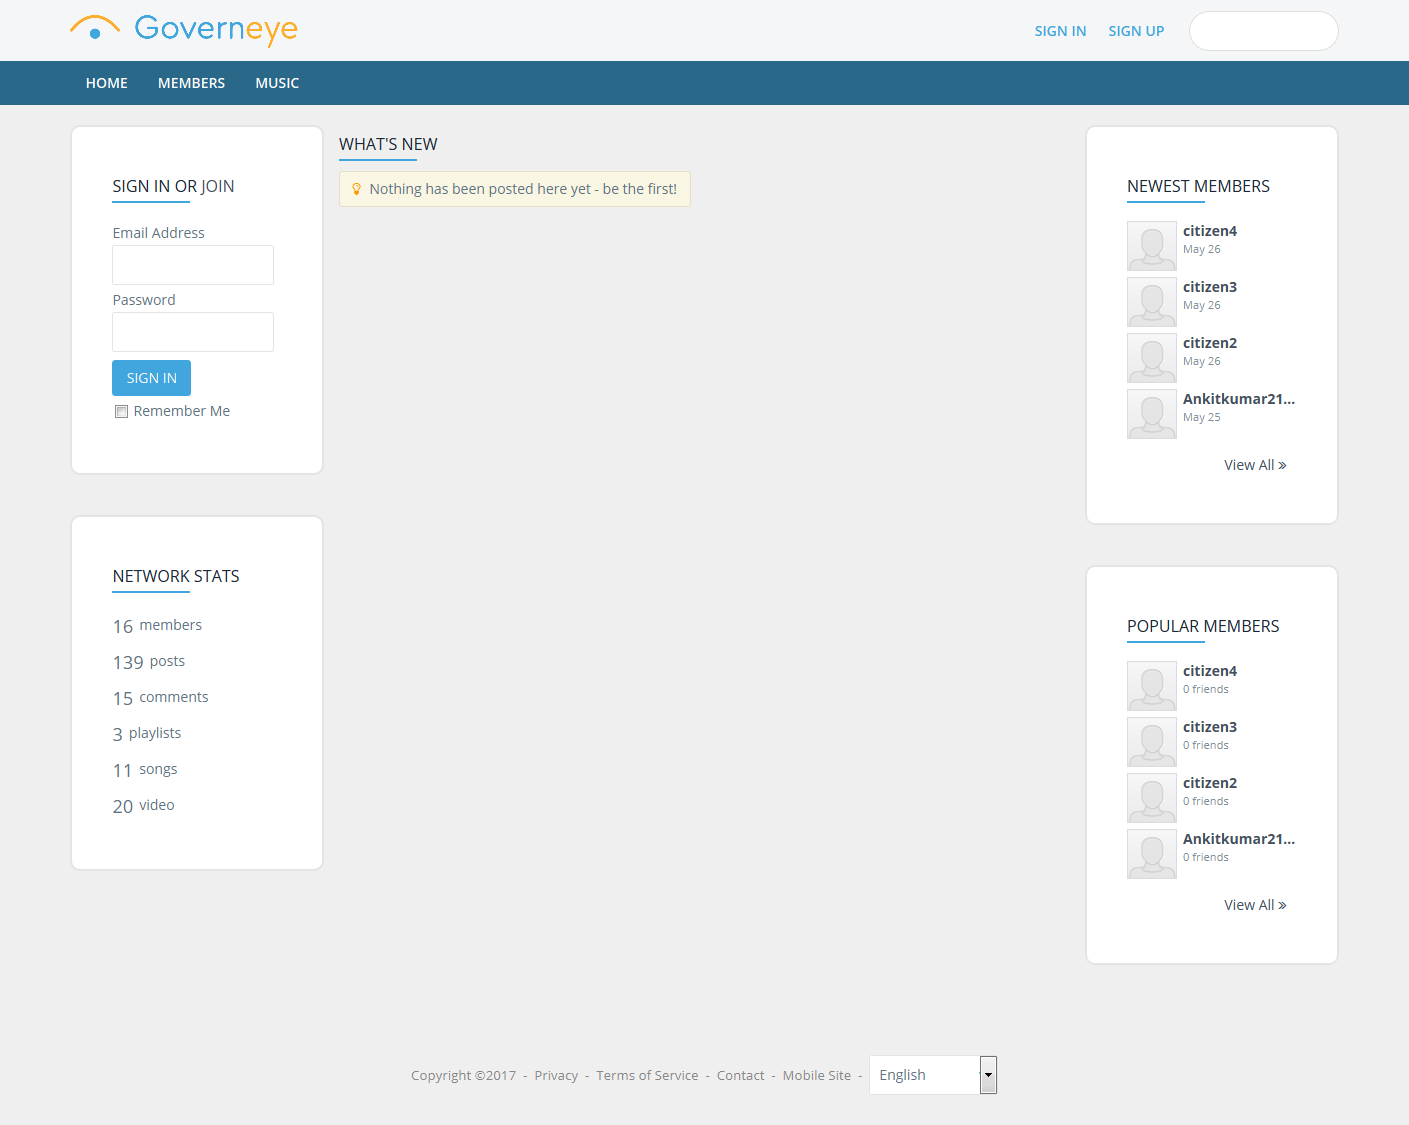 Governeye
SIGN IN SIGN UP
HOME MEMBERS MUSIC
SIGN IN OR JOIN
Email Address
Password
SIGN IN
Remember Me
NETWORK STATS
16 members
139 posts
15 comments
3 playlists
11 songs
20 video
WHAT'S NEW
Nothing has been posted here yet - be the first!
NEWEST MEMBERS
citizen4
May 26
citizen3
May 26
citizen2
May 26
Ankitkumar21...
May 25
View All »
POPULAR MEMBERS
citizen4
0 friends
citizen3
0 friends
citizen2
0 friends
Ankitkumar21...
0 friends
View All »
Copyright ©2017 - Privacy - Terms of Service - Contact - Mobile Site - English